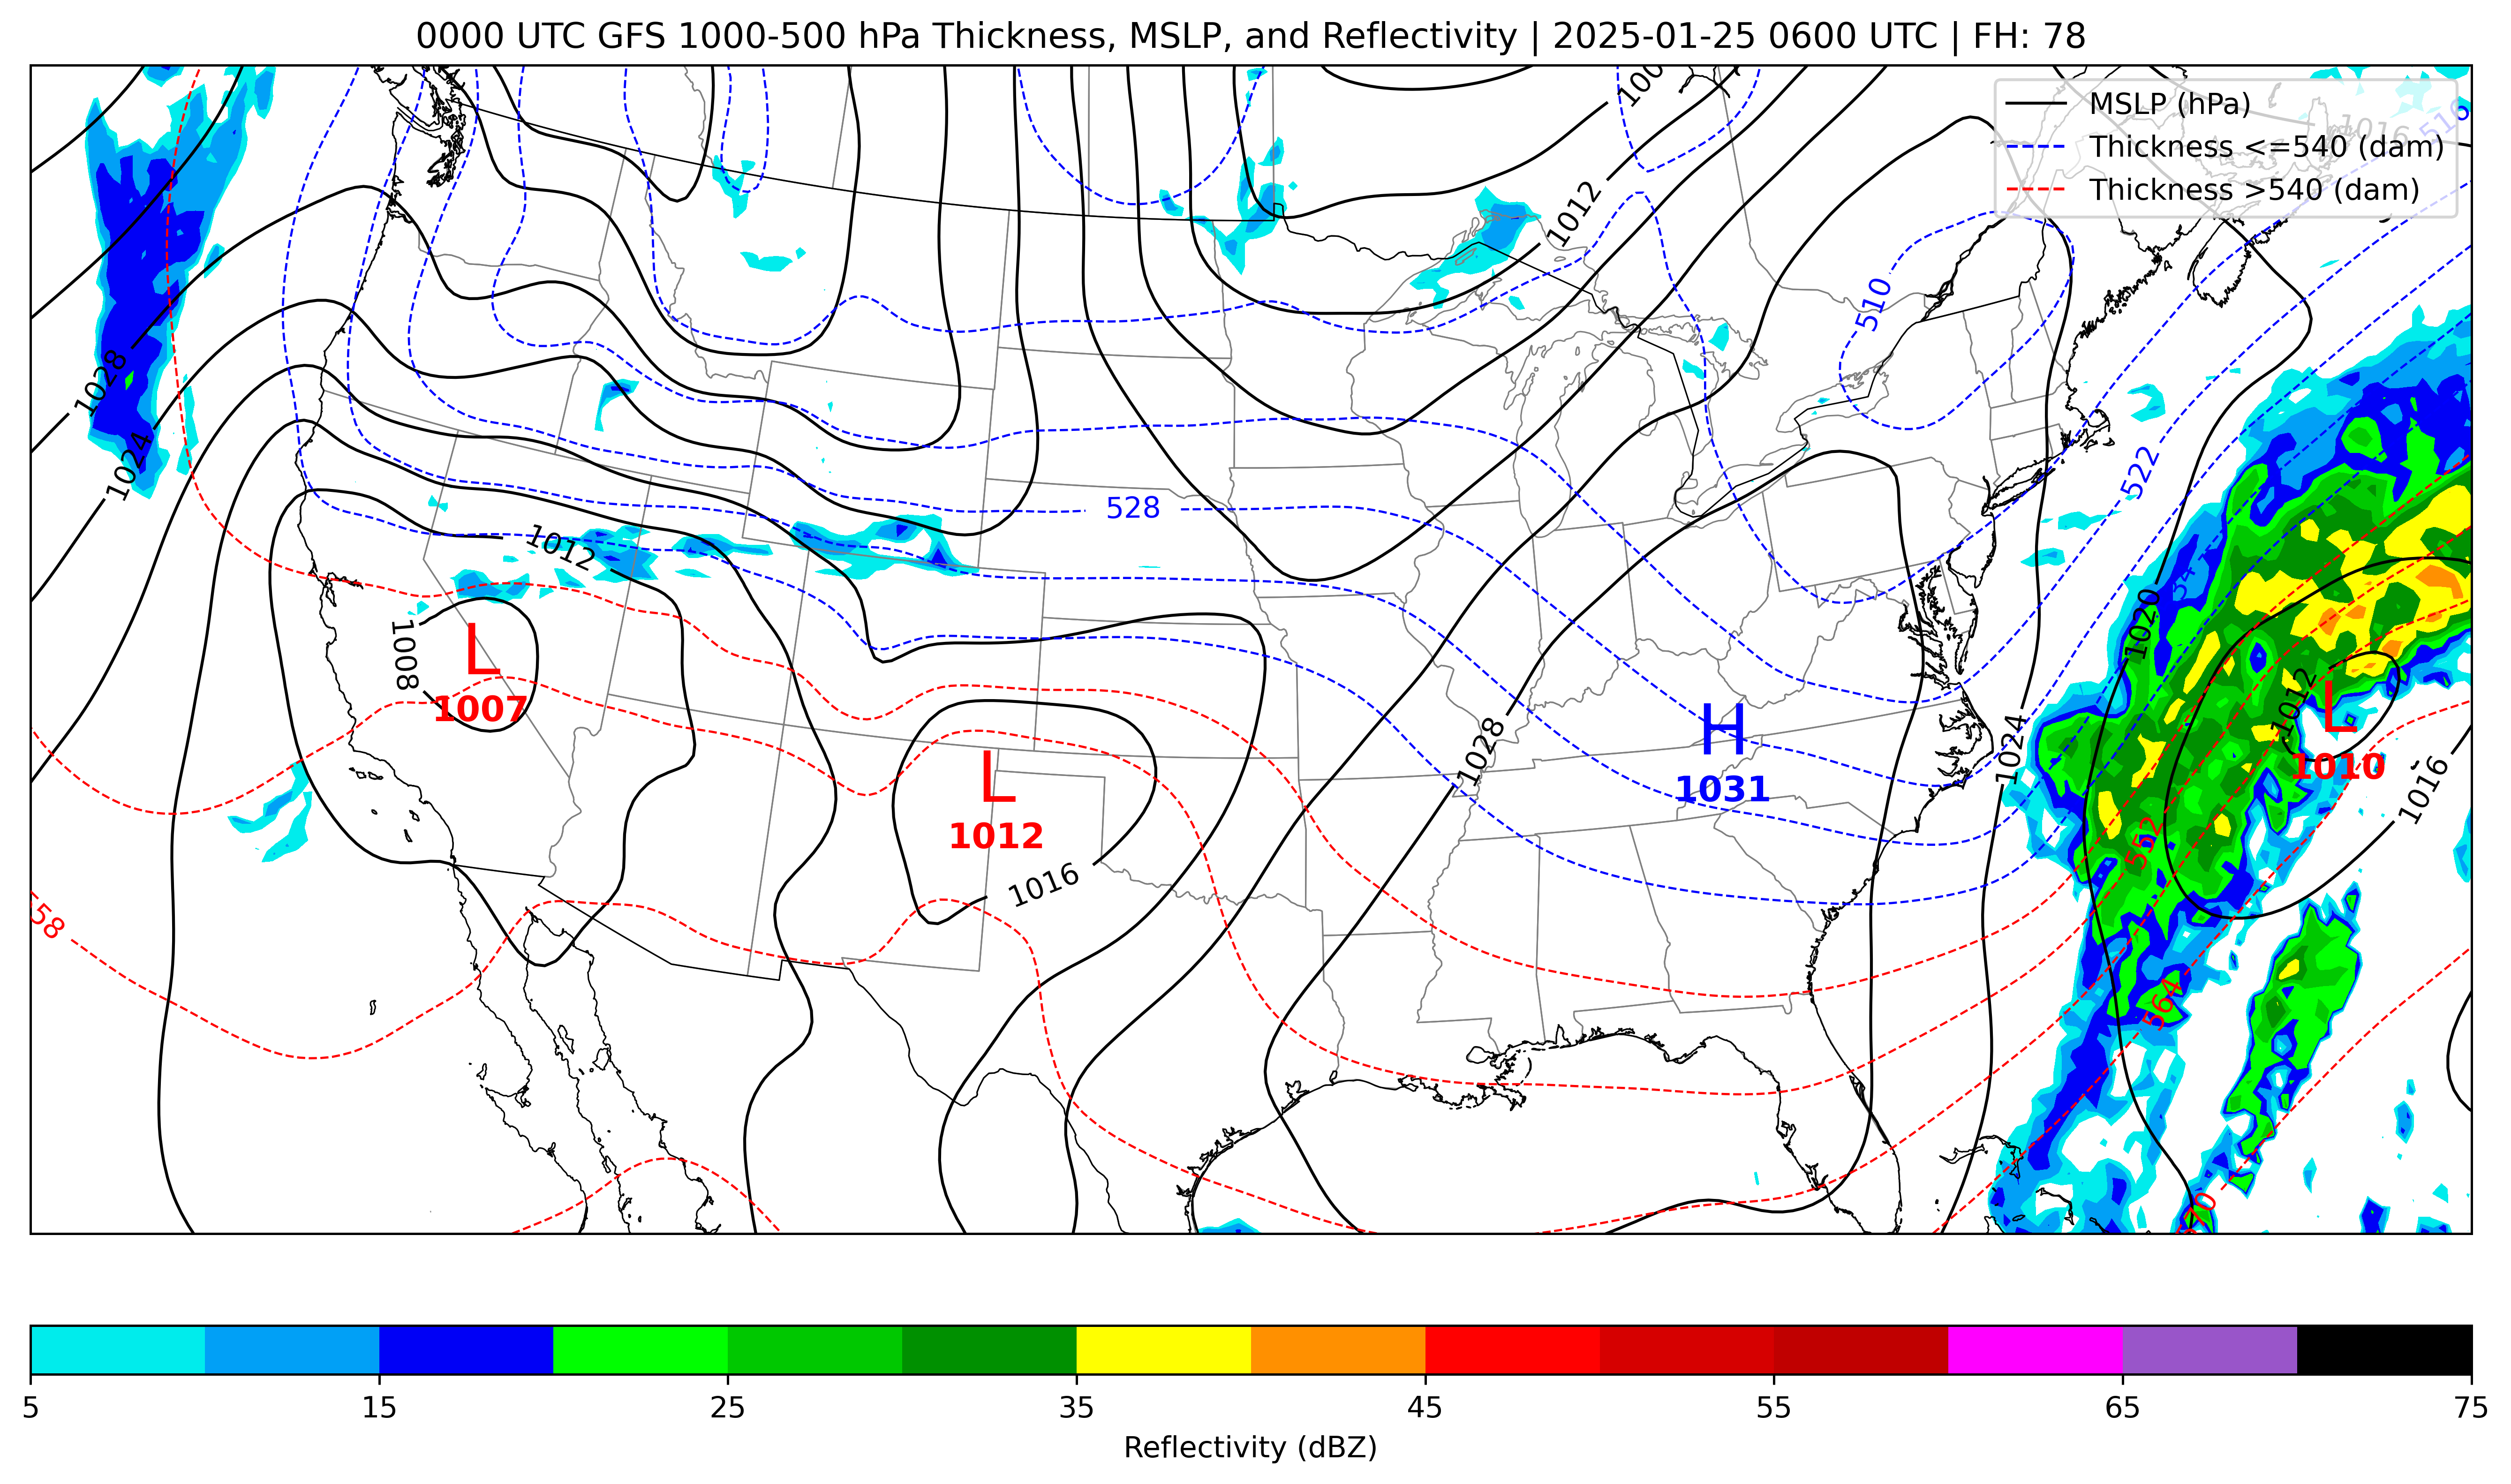 0000 UTC GFS 1000-500 hPa Thickness, MSLP, and Reflectivity | 2025-01-25 0600 UTC | FH: 78
MSLP (hPa)
Thickness <=540 (dam)
Thickness >540 (dam)
1016
516
1012
510
1028
1024
522
528
1012
1020
1008
L
1007
1012
L
1010
H
1031
1028
1024
1016
L
1012
1016
552
564
5 15 25 35 45 55 65 75
Reflectivity (dBZ)